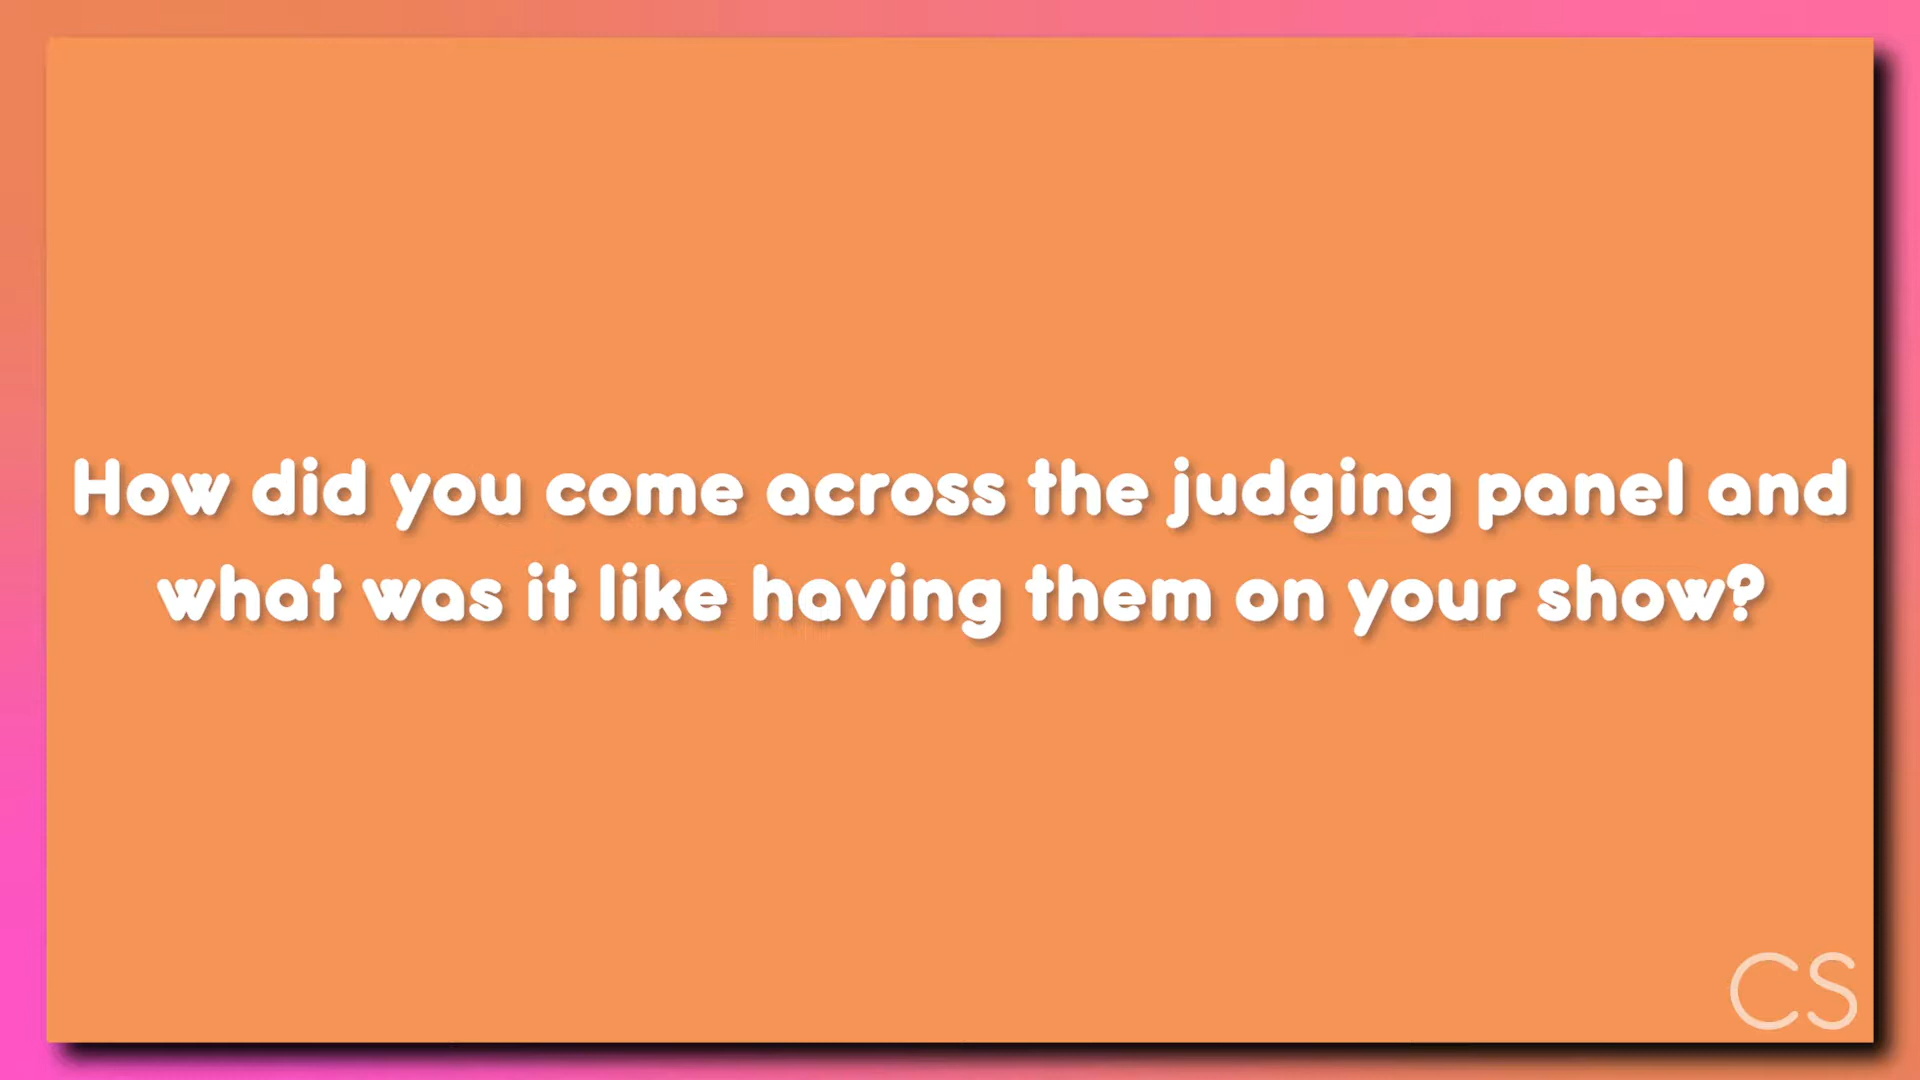 How did you come across the judging panel and
what was it like having them on your show?
CS